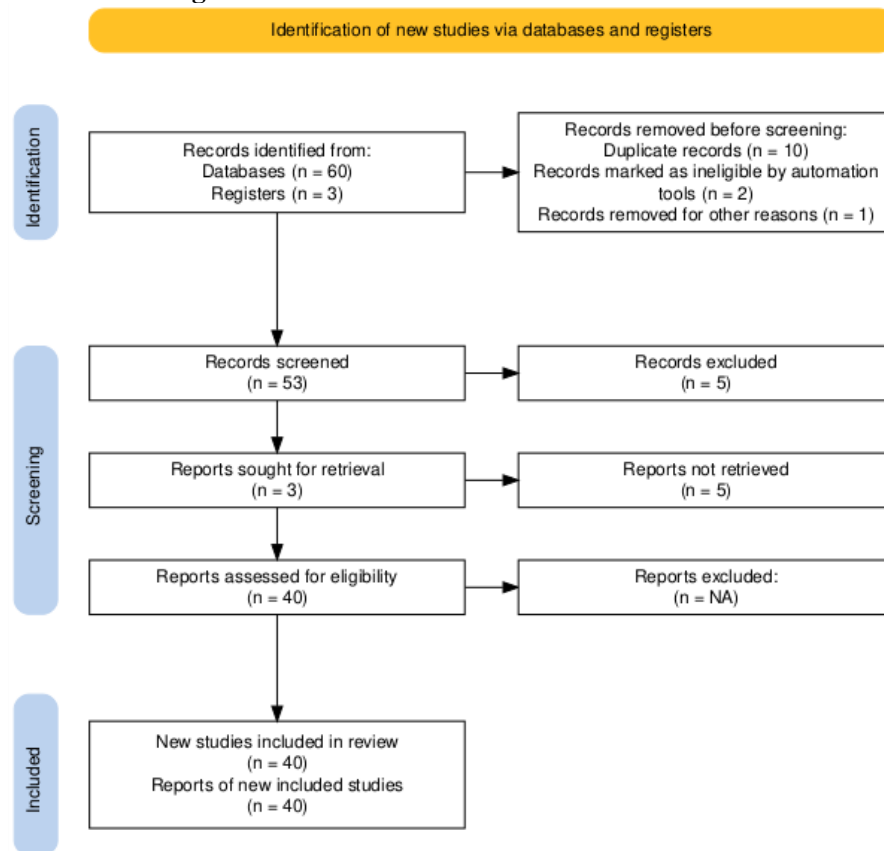 Identification of new studies via databases and registers
Identification
Records identified from:
Databases (n = 60)
Registers (n = 3)
Records removed before screening:
Duplicate records (n = 10)
Records marked as ineligible by automation
tools (n = 2)
Records removed for other reasons (n = 1)
Screening
Records screened
(n = 53)
Records excluded
(n = 5)
Reports sought for retrieval
(n = 3)
Reports not retrieved
(n = 5)
Reports assessed for eligibility
(n = 40)
Reports excluded:
(n = NA)
Included
New studies included in review
(n = 40)
Reports of new included studies
(n = 40)